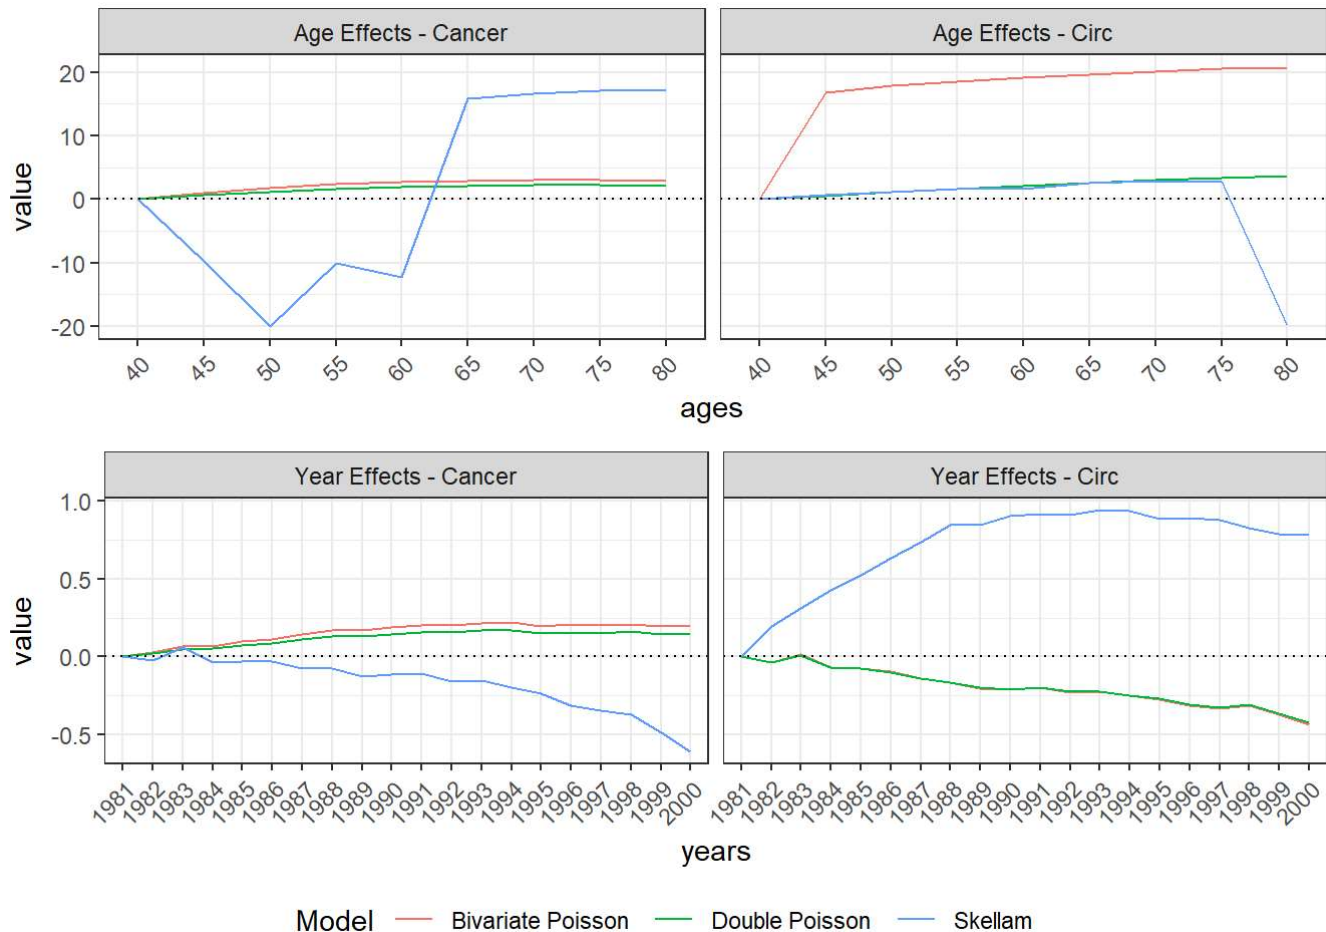 Age Effects - Cancer
Age Effects - Circ
value
20
10
0
-10
-20
40 45 50 55 60 65 70 75 80
40 45 50 55 60 65 70 75 80
ages
Year Effects - Cancer
Year Effects - Circ
value
1.0
0.5
0.0
-0.5
1981 1982 1983 1984 1985 1986 1987 1988 1989 1990 1991 1992 1993 1994 1995 1996 1997 1998 1999 2000
1981 1982 1983 1984 1985 1986 1987 1988 1989 1990 1991 1992 1993 1994 1995 1996 1997 1998 1999 2000
years
Model Bivariate Poisson Double Poisson Skellam